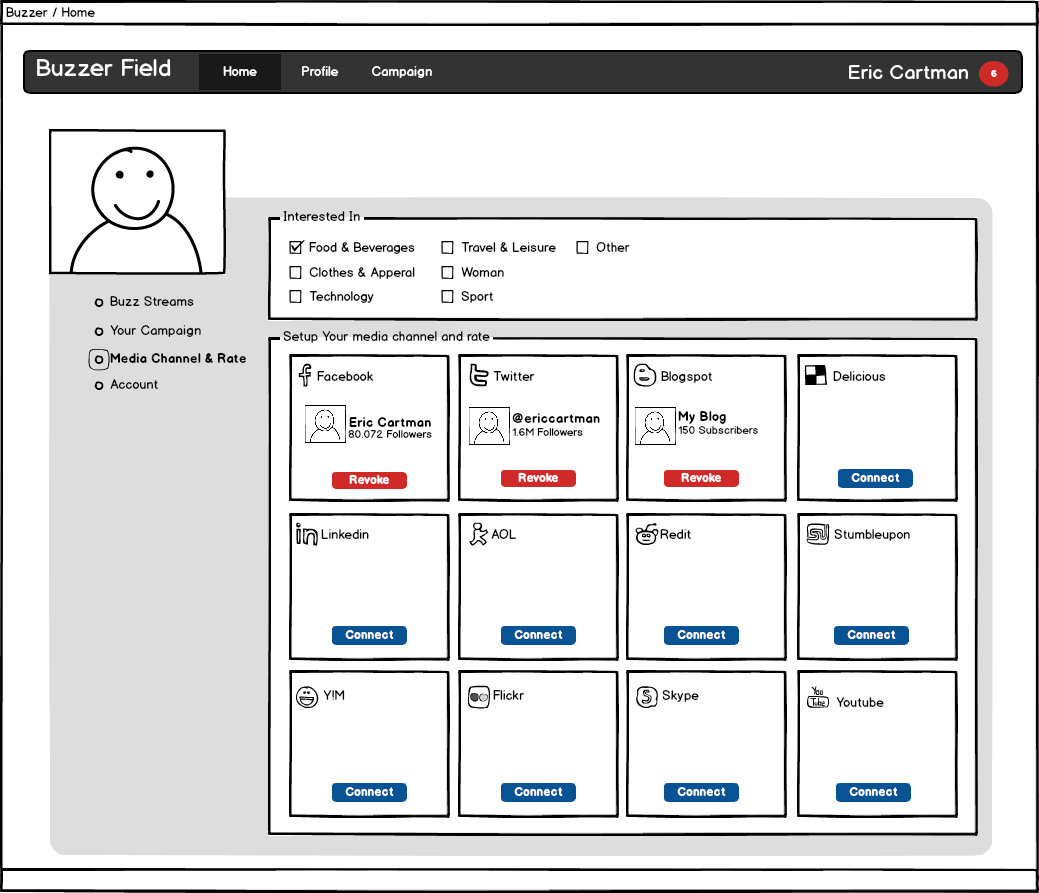 Buzzer / Home
Buzzer Field Home Profile Campaign Eric Cartman 6
Interested In
Food & Beverages Travel & Leisure Other
Clothes & Apperal Woman
Technology Sport
Buzz Streams
Your Campaign
Media Channel & Rate
Account
Setup Your media channel and rate
Facebook
Eric Cartman
80.072 Followers
Revoke
Twitter
@ericcartman
1.6M Followers
Revoke
Blogspot
My Blog
150 Subscribers
Revoke
Delicious
Connect
in Linkedin
Connect
AOL
Connect
Redit
Connect
Stumbleupon
Connect
Y!M
Connect
Flickr
Connect
S Skype
Connect
You
Tube
Youtube
Connect